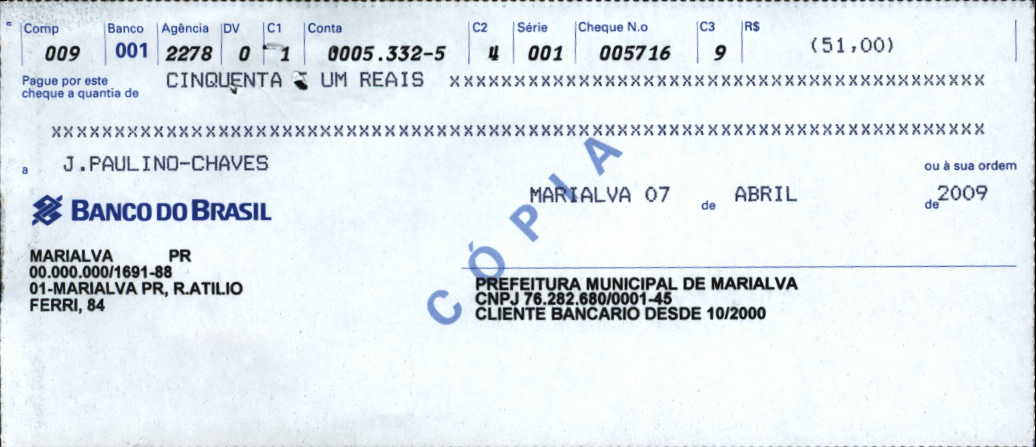 Comp Banco Agência DV C1 Conta C2 Série Cheque N.o C3 R$
009 001 2278 0 1 0005.332-5 4 001 005716 9 (51,00)
Pague por este
cheque a quantia de CINQUENTA E UM REAIS XXXXXXXXXXXXXXXXXXXXXXXXXXXXXXXXXXXXXXXXXXX
XXXXXXXXXXXXXXXXXXXXXXXXXXXXXXXXXXXXXXXXXXXXXXXXXXXXXXXXXXXXXXXXXXXXXXXXXX
a J.PAULINO-CHAVES ou à sua ordem
MARIALVA 07 de ABRIL de 2009
BANCO DO BRASIL
CÓPIA
MARIALVA PR
00.000.000/1691-88
01-MARIALVA PR, R.ATILIO
FERRI, 84
PREFEITURA MUNICIPAL DE MARIALVA
CNPJ 76.282.680/0001-45
CLIENTE BANCARIO DESDE 10/2000